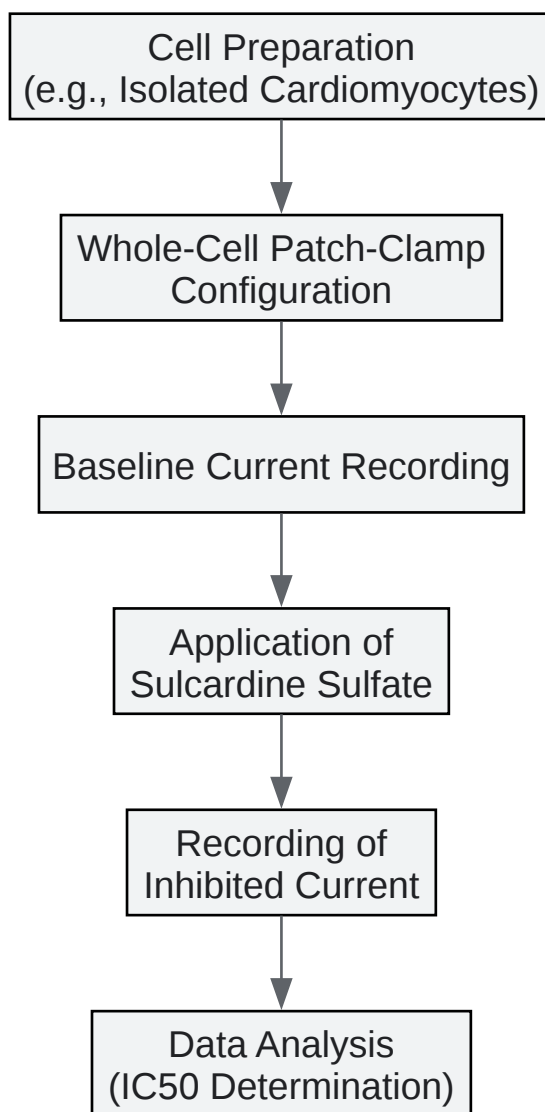 Cell Preparation
(e.g., Isolated Cardiomyocytes)
Whole-Cell Patch-Clamp
Configuration
Baseline Current Recording
Application of
Sulcardine Sulfate
Recording of
Inhibited Current
Data Analysis
(IC50 Determination)